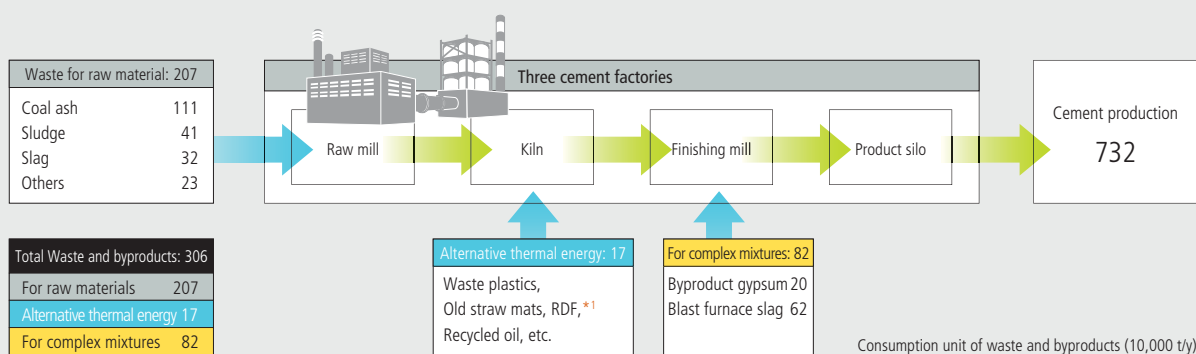 Waste for raw material: 207
Coal ash 111
Sludge 41
Slag 32
Others 23
Three cement factories
Raw mill
Kiln
Finishing mill
Product silo
Cement production
732
Total Waste and byproducts: 306
For raw materials 207
Alternative thermal energy 17
For complex mixtures 82
Alternative thermal energy: 17
Waste plastics,
Old straw mats, RDF,*1
Recycled oil, etc.
For complex mixtures: 82
Byproduct gypsum 20
Blast furnace slag 62
Consumption unit of waste and byproducts (10,000 t/y)